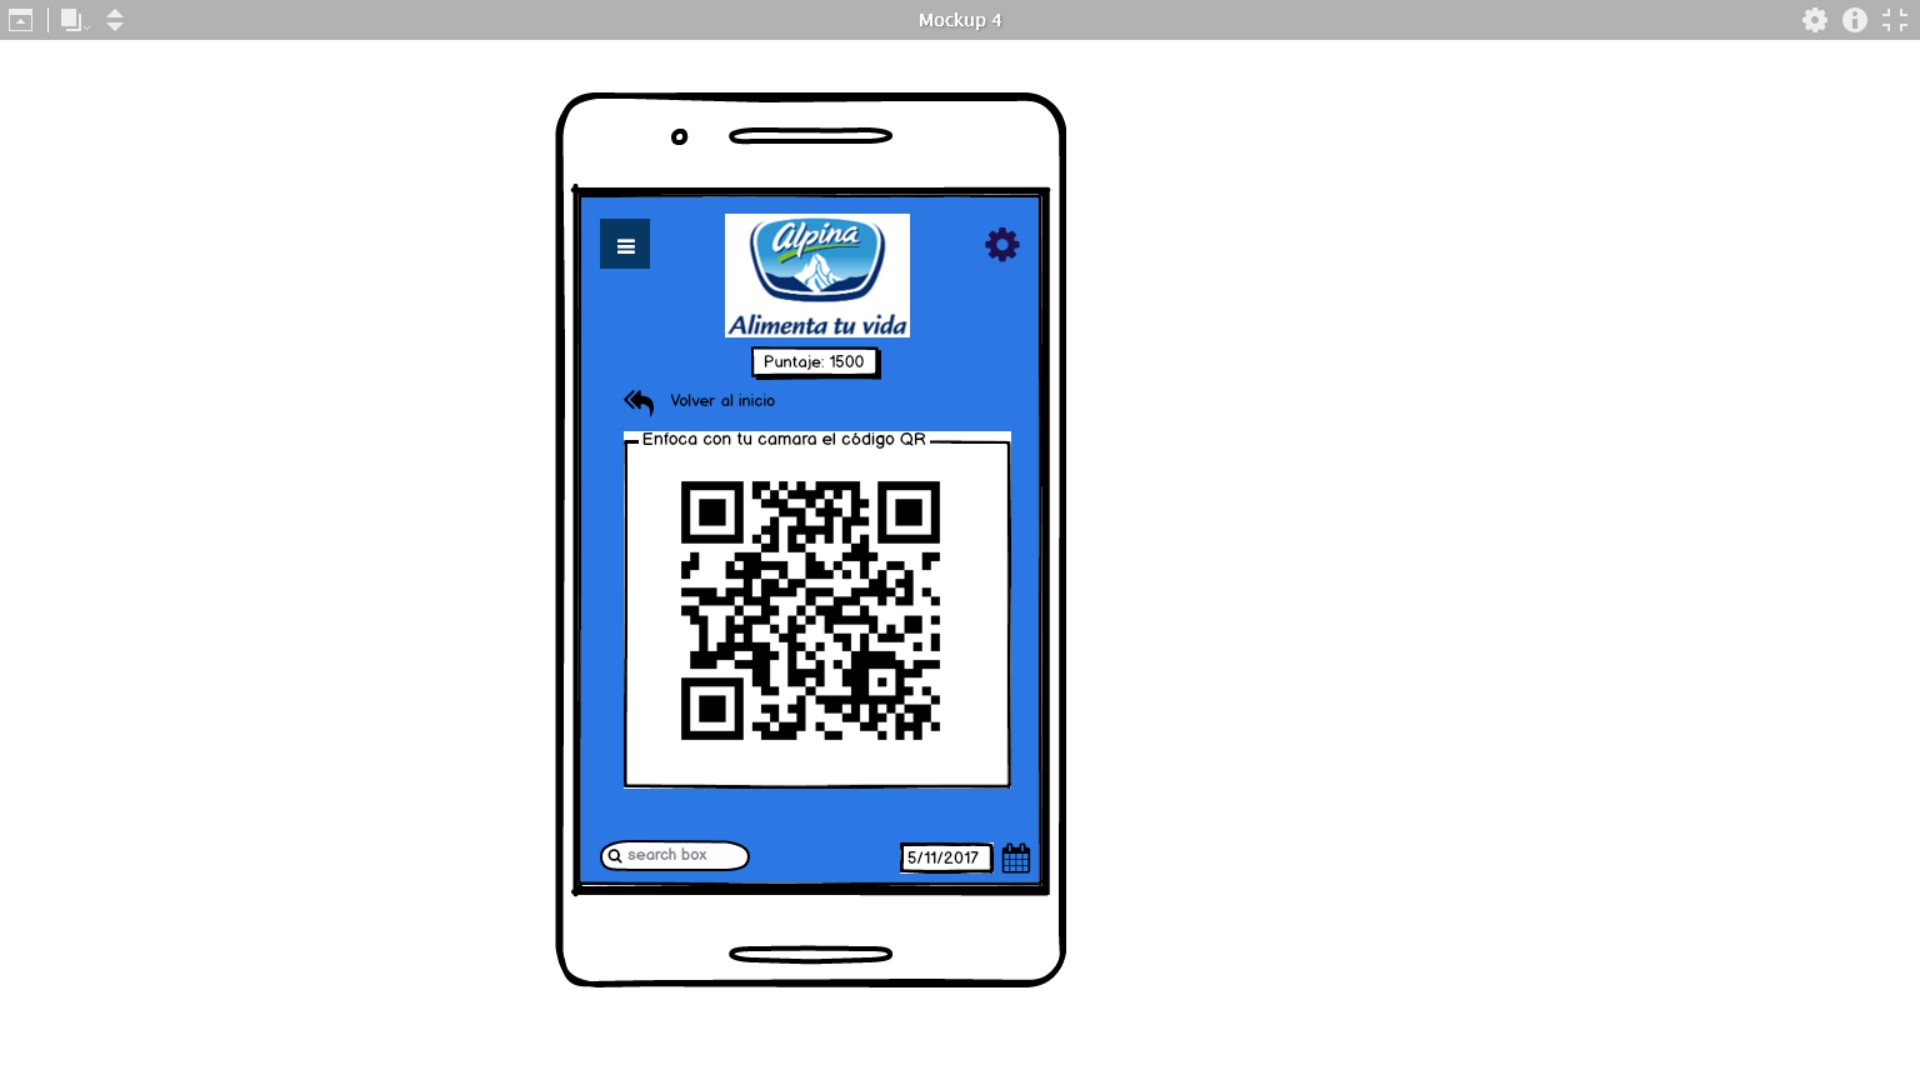 Mockup 4
alpina
Alimenta tu vida
Puntaje: 1500
Volver al inicio
Enfoca con tu camara el código QR
search box
5/11/2017